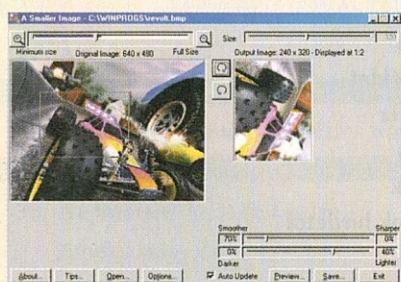 A Smaller Image - C:\WINPROGS\revolt.bmp
Size
Minimum size Original Image: 640 x 480 Full Size
Output Image: 240 x 320 - Displayed at 1:2
Smoother Sharper
70% 0%
0% 40%
Darker Lighter
About... Tips... Open... Options... Auto Update Preview... Save... Exit